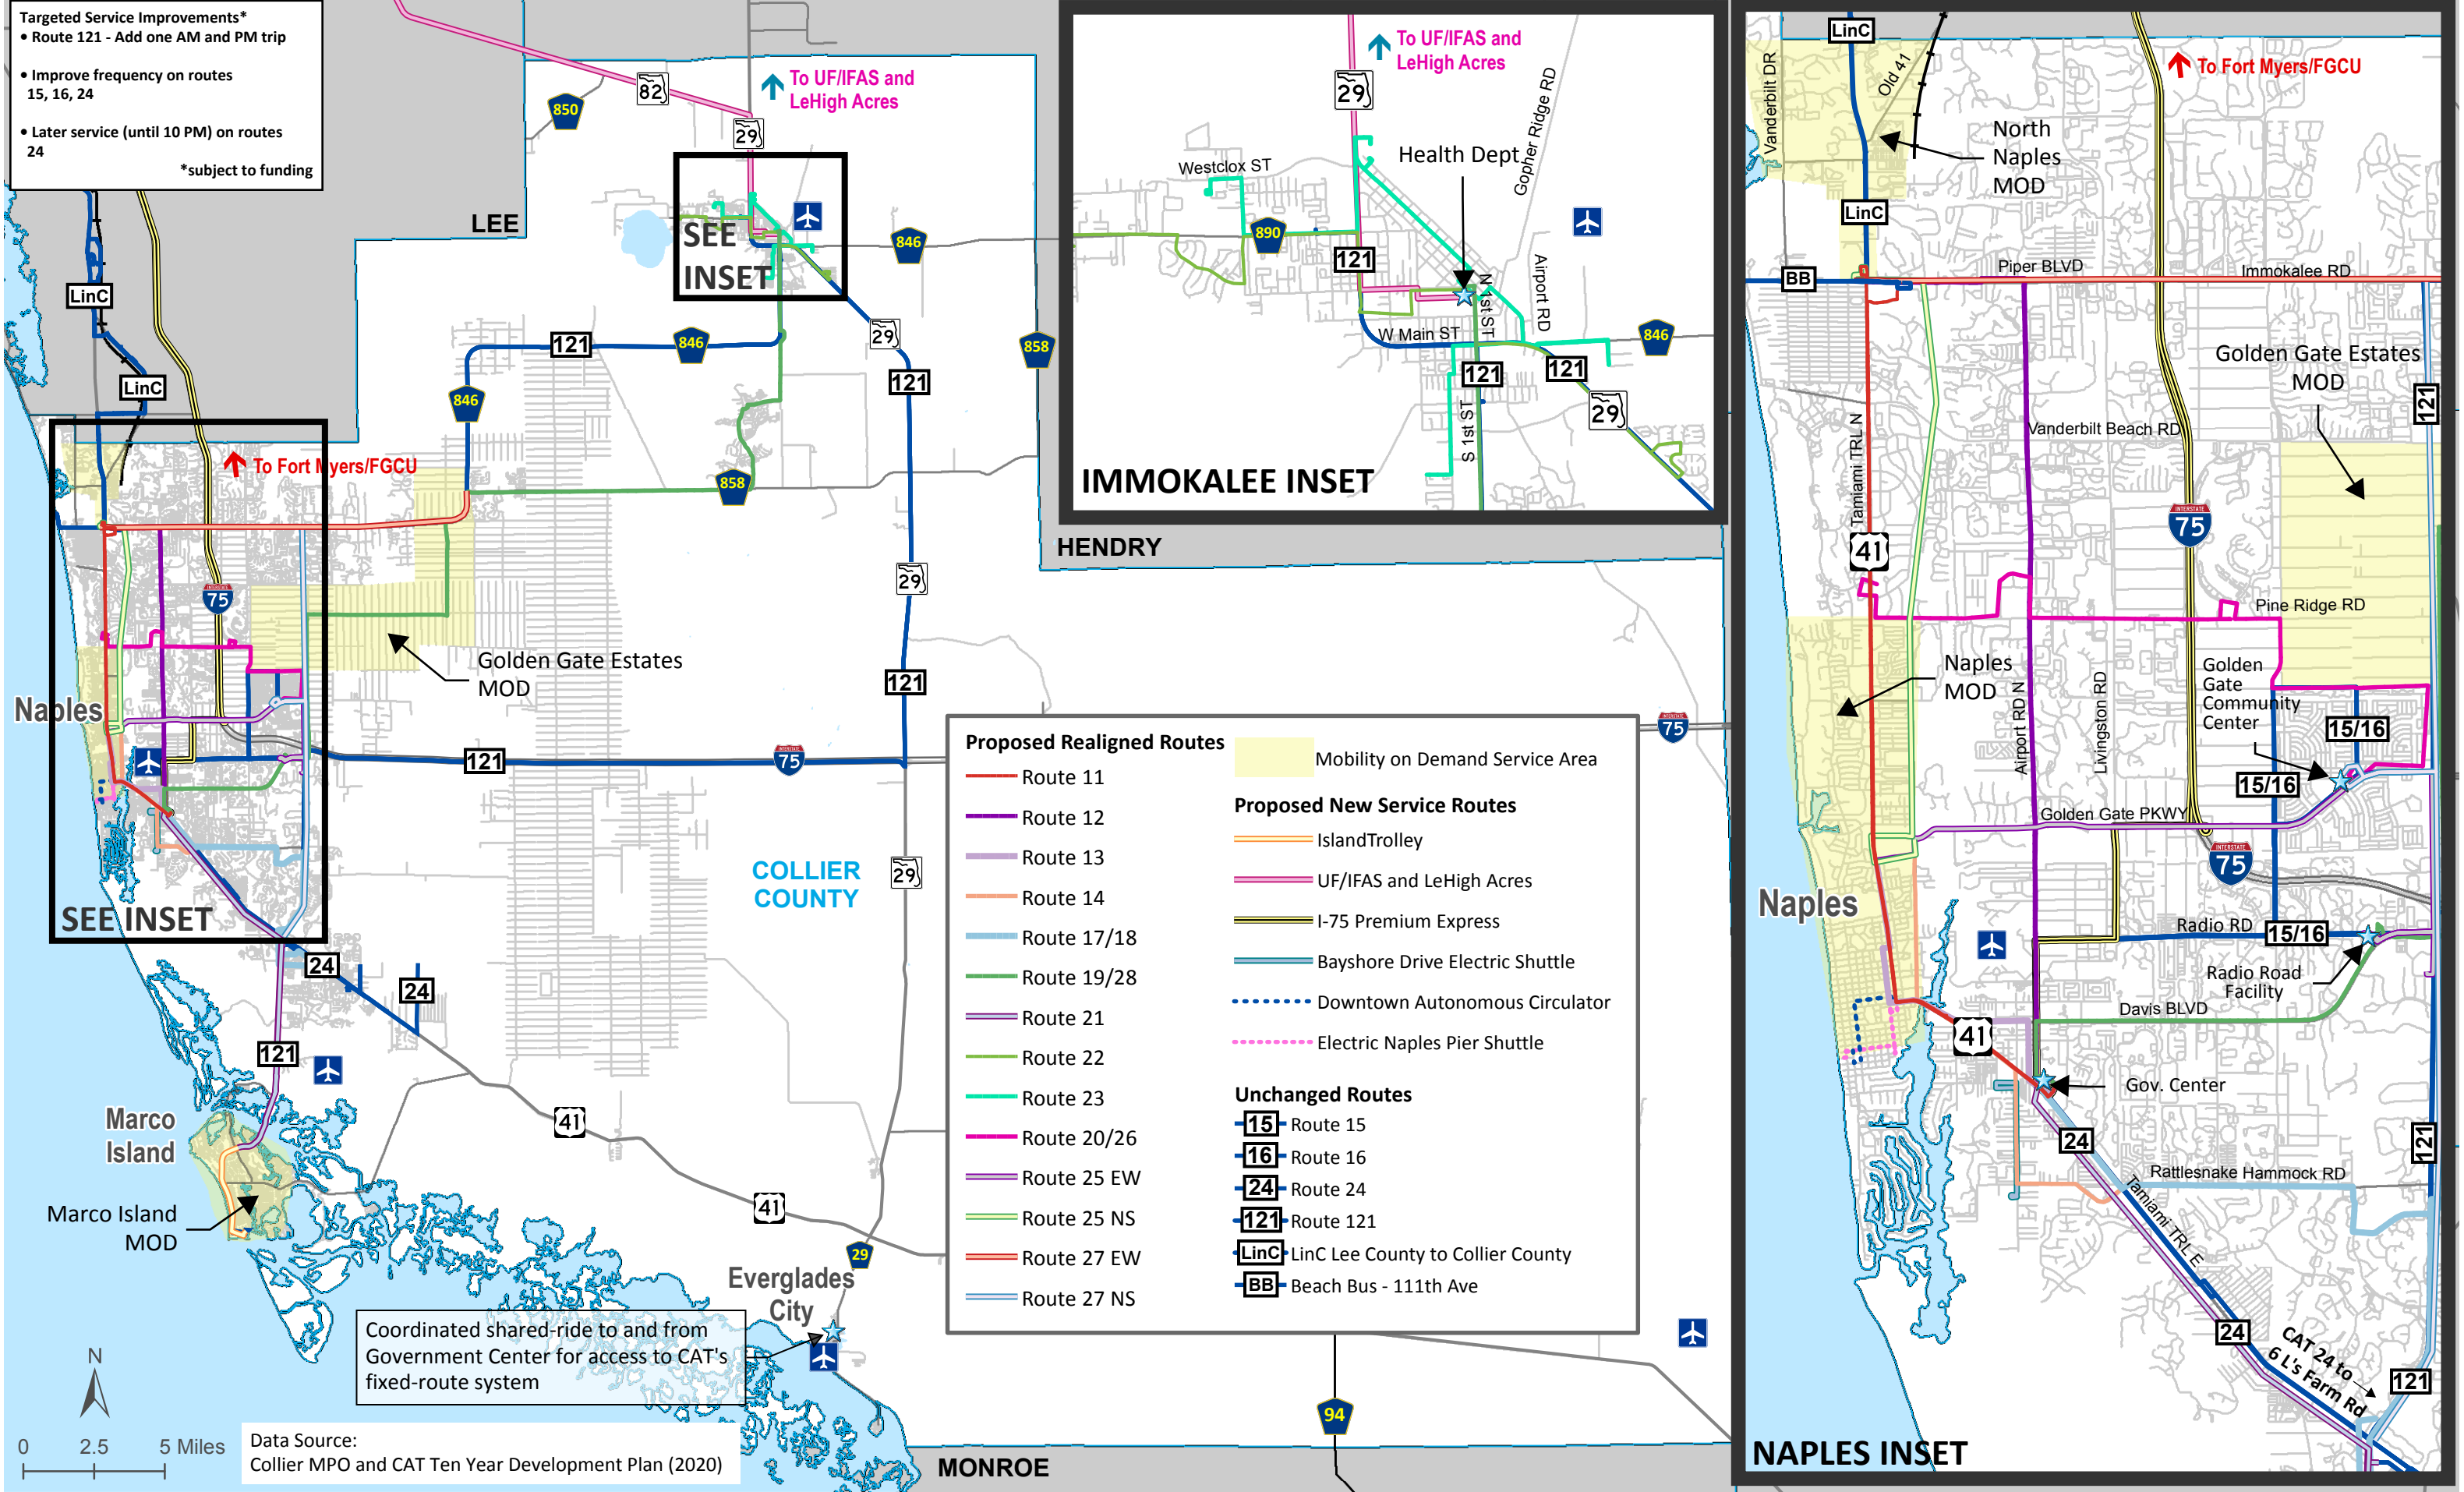 Targeted Service Improvements*
• Route 121 - Add one AM and PM trip
• Improve frequency on routes
15, 16, 24
• Later service (until 10 PM) on routes
24
*subject to funding
LEE
850
82
29
To UF/IFAS and
LeHigh Acres
SEE
INSET
846
LinC
LinC
121
846
29
858
846
121
To Fort Myers/FGCU
858
29
75
Golden Gate Estates
MOD
121
Naples
121
75
75
SEE INSET
COLLIER
COUNTY
29
24
24
121
41
Marco
Island
Marco Island
MOD
41
29
Everglades
City
Coordinated shared-ride to and from
Government Center for access to CAT's
fixed-route system
N
0 2.5 5 Miles
Data Source:
Collier MPO and CAT Ten Year Development Plan (2020)
MONROE
94
HENDRY
To UF/IFAS and
LeHigh Acres
29
Gopher Ridge RD
Health Dept
Westclox ST
890
121
N 1st ST
Airport RD
W Main ST
846
121
121
S 1st ST
29
IMMOKALEE INSET
Proposed Realigned Routes
Route 11
Route 12
Route 13
Route 14
Route 17/18
Route 19/28
Route 21
Route 22
Route 23
Route 20/26
Route 25 EW
Route 25 NS
Route 27 EW
Route 27 NS
Mobility on Demand Service Area
Proposed New Service Routes
IslandTrolley
UF/IFAS and LeHigh Acres
I-75 Premium Express
Bayshore Drive Electric Shuttle
Downtown Autonomous Circulator
Electric Naples Pier Shuttle
Unchanged Routes
15 Route 15
16 Route 16
24 Route 24
121 Route 121
LinC LinC Lee County to Collier County
BB Beach Bus - 111th Ave
LinC
Vanderbilt DR
Old 41
To Fort Myers/FGCU
North
Naples
MOD
LinC
BB
Piper BLVD
Immokalee RD
Golden Gate Estates
MOD
121
Tamiami TRL N
Vanderbilt Beach RD
INTERSTATE
75
41
Pine Ridge RD
Naples
MOD
Airport RD N
Livingston RD
Golden
Gate
Community
Center
15/16
15/16
Golden Gate PKWY
INTERSTATE
75
Naples
Radio RD
15/16
Radio Road
Facility
Davis BLVD
41
Gov. Center
24
121
Rattlesnake Hammock RD
Tamiami TRL E
24
CAT 24 to
6 L's Farm Rd
121
NAPLES INSET